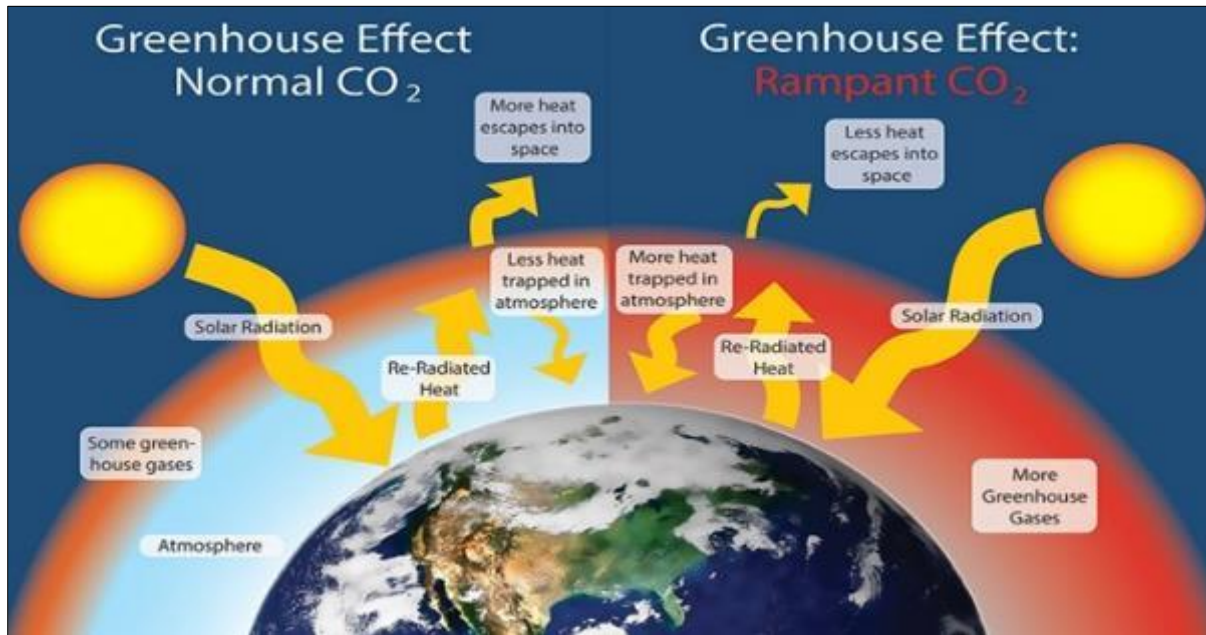 Greenhouse Effect
Normal CO₂
More heat
escapes into
space
Less heat
trapped in
atmosphere
Solar Radiation
Re-Radiated
Heat
Some green-
house gases
Atmosphere
Greenhouse Effect:
Rampant CO₂
Less heat
escapes into
space
More heat
trapped in
atmosphere
Solar Radiation
Re-Radiated
Heat
More
Greenhouse
Gases